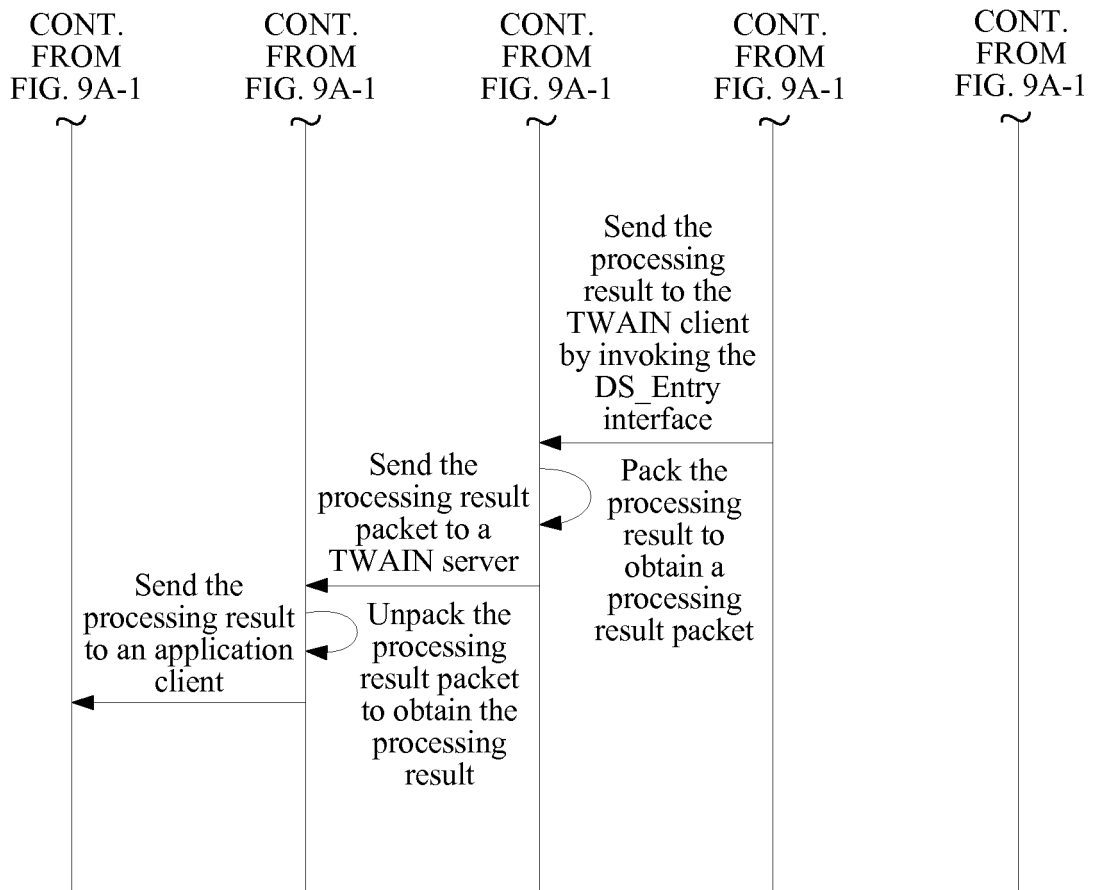 CONT.
FROM
FIG. 9A-1
CONT.
FROM
FIG. 9A-1
CONT.
FROM
FIG. 9A-1
CONT.
FROM
FIG. 9A-1
CONT.
FROM
FIG. 9A-1
Send the
processing
result to the
TWAIN client
by invoking the
DS_Entry
interface
Pack the
processing
result to
obtain a
processing
result packet
Send the
processing result
packet to a
TWAIN server
Unpack the
processing
result packet
to obtain the
processing
result
Send the
processing result
to an application
client